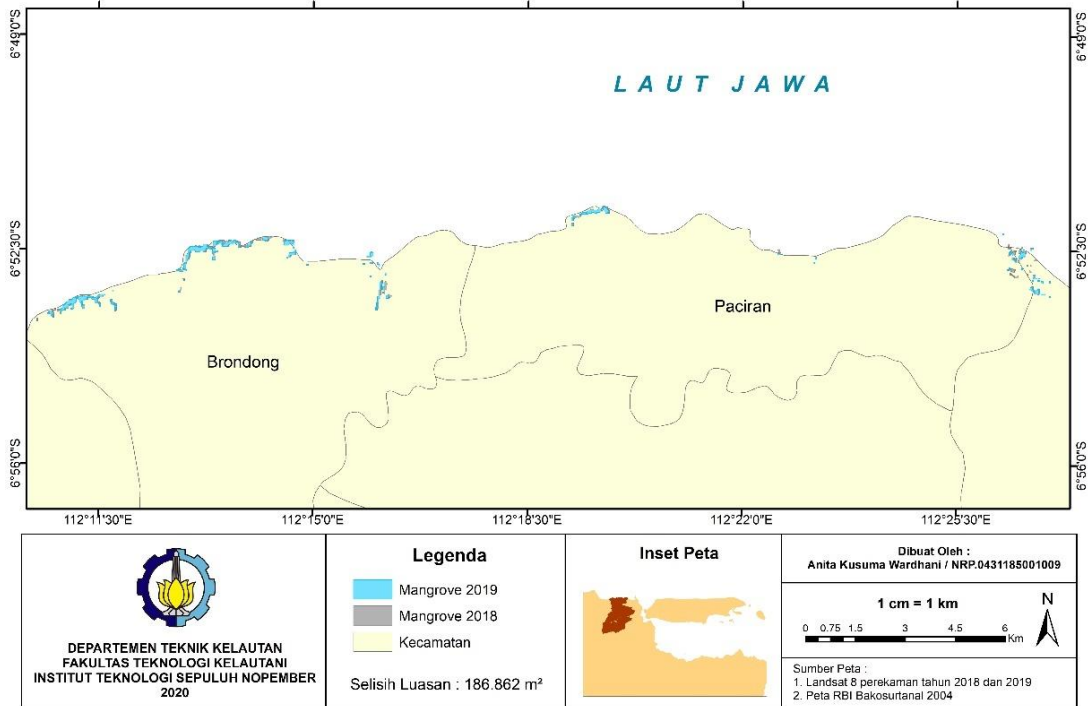 6°49'0"S
6°49'0"S
LAUT JAWA
6°52'30"S
6°52'30"S
Paciran
Brondong
6°56'0"S
6°56'0"S
112°11'30"E
112°15'0"E
112°18'30"E
112°22'0"E
112°25'30"E
DEPARTEMEN TEKNIK KELAUTAN
FAKULTAS TEKNOLOGI KELAUTANI
INSTITUT TEKNOLOGI SEPULUH NOPEMBER
2020
Legenda
Mangrove 2019
Mangrove 2018
Kecamatan
Selisih Luasan : 186.862 m²
Inset Peta
Dibuat Oleh :
Anita Kusuma Wardhani / NRP.0431185001009
1 cm = 1 km
N
0 0.75 1.5 3 4.5 6
Km
Sumber Peta :
1. Landsat 8 perekaman tahun 2018 dan 2019
2. Peta RBI Bakosurtanal 2004